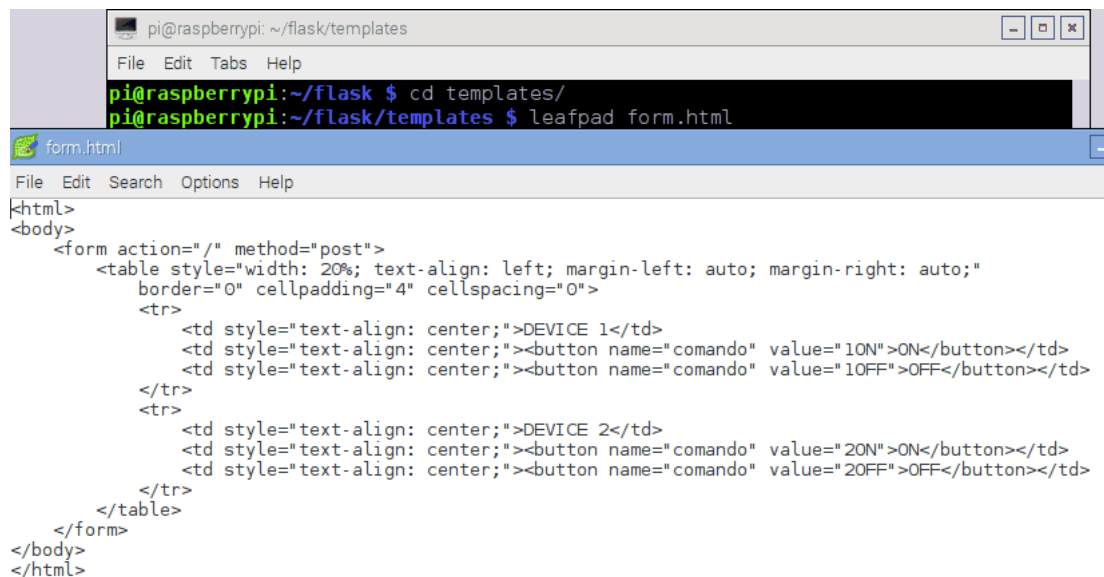 pi@raspberrypi: ~/flask/templates
File Edit Tabs Help
pi@raspberrypi:~/flask $ cd templates/
pi@raspberrypi:~/flask/templates $ leafpad form.html
form.html
File Edit Search Options Help
<html>
<body>
    <form action="/" method="post">
        <table style="width: 20%; text-align: left; margin-left: auto; margin-right: auto;"
            border="0" cellpadding="4" cellspacing="0">
            <tr>
                <td style="text-align: center;">DEVICE 1</td>
                <td style="text-align: center;"><button name="comando" value="1ON">ON</button></td>
                <td style="text-align: center;"><button name="comando" value="1OFF">OFF</button></td>
            </tr>
            <tr>
                <td style="text-align: center;">DEVICE 2</td>
                <td style="text-align: center;"><button name="comando" value="2ON">ON</button></td>
                <td style="text-align: center;"><button name="comando" value="2OFF">OFF</button></td>
            </tr>
        </table>
    </form>
</body>
</html>